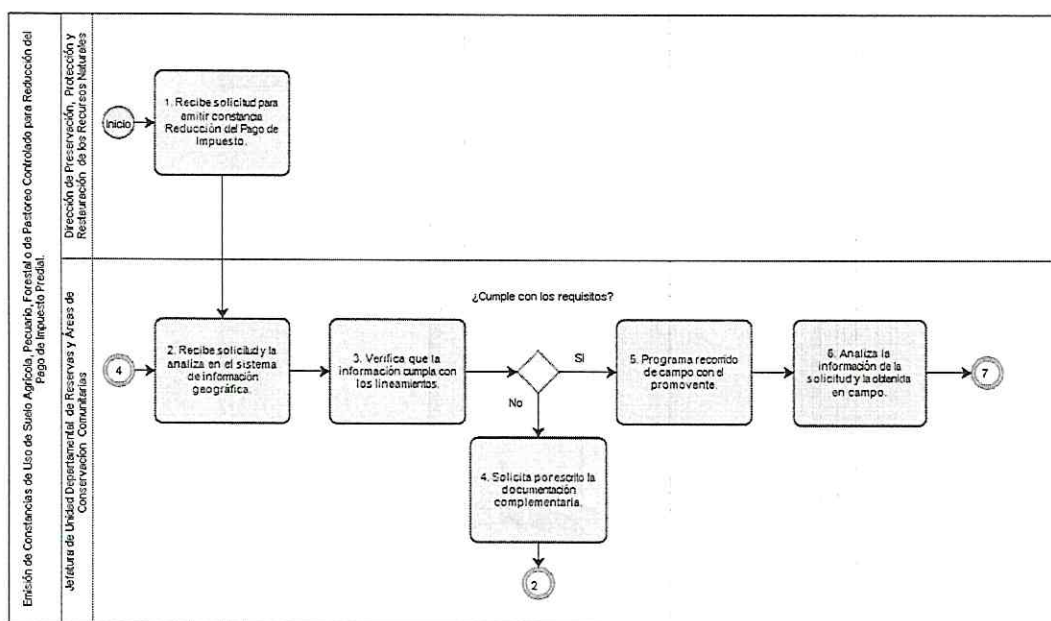 Emisión de Constancias de Uso de Suelo Agrícola, Pecuario, Forestal o de Pastoreo Controlado para Reducción del
Pago de Impuesto Predial.
Dirección de Preservación, Protección y
Restauración de los Recursos Naturales
Inicio
1. Recibe solicitud para
emitir constancia
Reducción del Pago de
Impuesto.
Jefatura de Unidad Departamental de Reservas y Áreas de
Conservación Comunitarias
¿Cumple con los requisitos?
4
2. Recibe solicitud y la
analiza en el sistema
de información
geográfica.
3. Verifica que la
información cumpla con
los lineamientos.
SI
No
5. Programa recorrido
de campo con el
promovente.
6. Analiza la
información de la
solicitud y la obtenida
en campo.
7
4. Solicita por escrito la
documentación
complementaria.
2